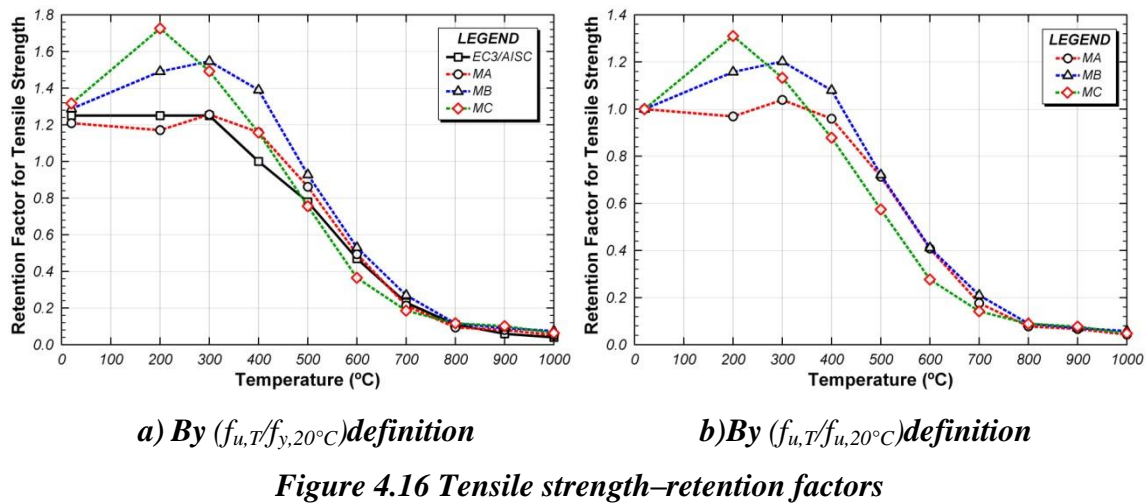 1.8
1.6
1.4
1.2
1.0
0.8
0.6
0.4
0.2
0.0
Retention Factor for Tensile Strength
LEGEND
EC3/AISC
MA
MB
MC
0 100 200 300 400 500 600 700 800 900 1000
Temperature (ºC)
1.4
1.2
1.0
0.8
0.6
0.4
0.2
0.0
Retention Factor for Tensile Strength
LEGEND
MA
MB
MC
0 100 200 300 400 500 600 700 800 900 1000
Temperature (ºC)
a) By (fu,T/fy,20°C)definition
b)By (fu,T/fu,20°C)definition
Figure 4.16 Tensile strength–retention factors